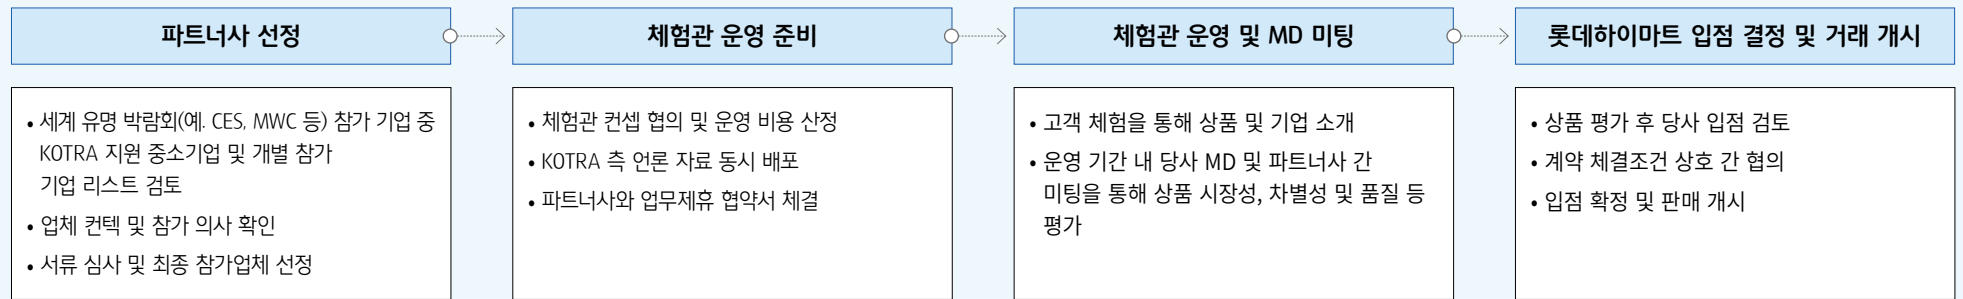 파트너사 선정
• 세계 유명 박람회(예. CES, MWC 등) 참가 기업 중
KOTRA 지원 중소기업 및 개별 참가
기업 리스트 검토
• 업체 컨텍 및 참가 의사 확인
• 서류 심사 및 최종 참가업체 선정
체험관 운영 준비
• 체험관 컨셉 협의 및 운영 비용 산정
• KOTRA 측 언론 자료 동시 배포
• 파트너사와 업무제휴 협약서 체결
체험관 운영 및 MD 미팅
• 고객 체험을 통해 상품 및 기업 소개
• 운영 기간 내 당사 MD 및 파트너사 간
미팅을 통해 상품 시장성, 차별성 및 품질 등
평가
롯데하이마트 입점 결정 및 거래 개시
• 상품 평가 후 당사 입점 검토
• 계약 체결조건 상호 간 협의
• 입점 확정 및 판매 개시